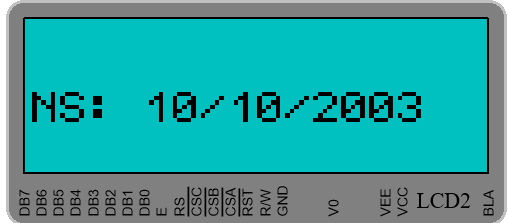 NS: 10/10/2003
DB7 DB6 DB5 DB4 DB3 DB2 DB1 DB0 E RS CSC CSB CSA RST R/W GND V0 VEE VCC LCD2 BLA